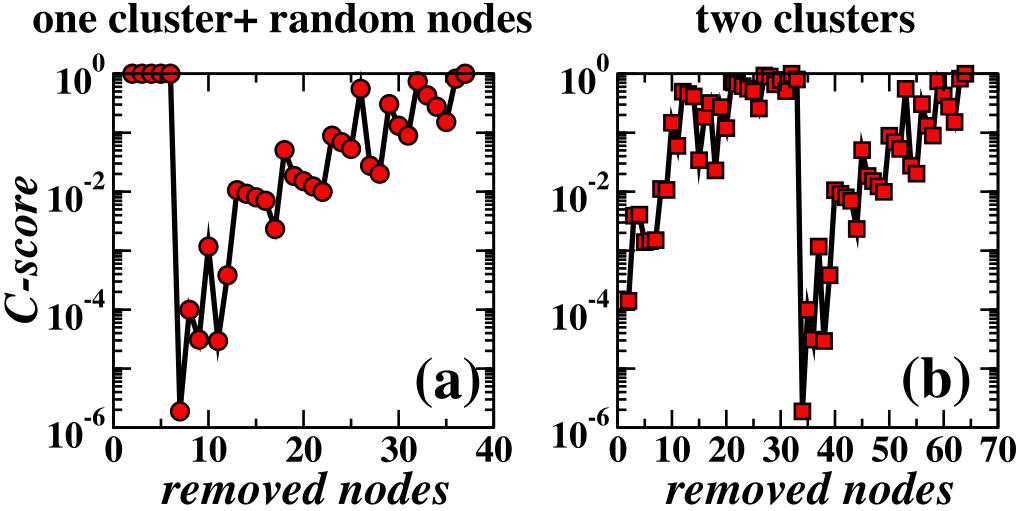 one cluster+ random nodes
two clusters
C-score
10^0
10^-2
10^-4
10^-6
0 10 20 30 40
removed nodes
(a)
10^0
10^-2
10^-4
10^-6
0 10 20 30 40 50 60 70
removed nodes
(b)